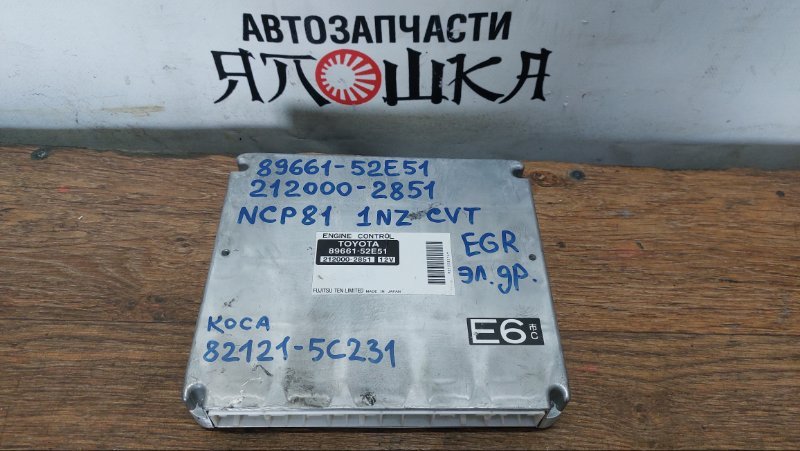 АВТОЗАПЧАСТИ
ЯПОШКА
89661-52E51
212000-2851
NCP81 1NZ CVT
ENGINE CONTROL
TOYOTA
89661-52E51
212000-2851 12V
FUJITSU TEN LIMITED MADE IN JAPAN
EGR
эл.др.
E6
C
КОСА
82121-5C231